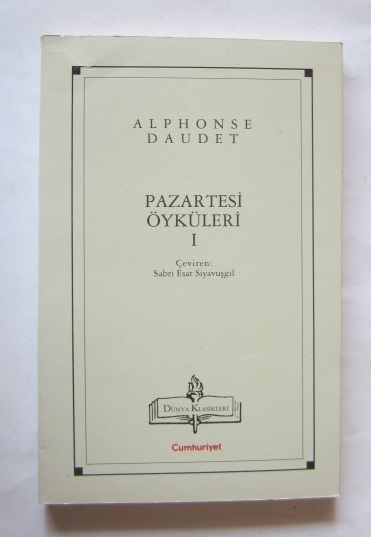 ALPHONSE
DAUDET
PAZARTESİ
ÖYKÜLERİ
I
Çeviren:
Sabri Esat Siyavuşgil
DÜNYA KLASİKLERİ
Cumhuriyet